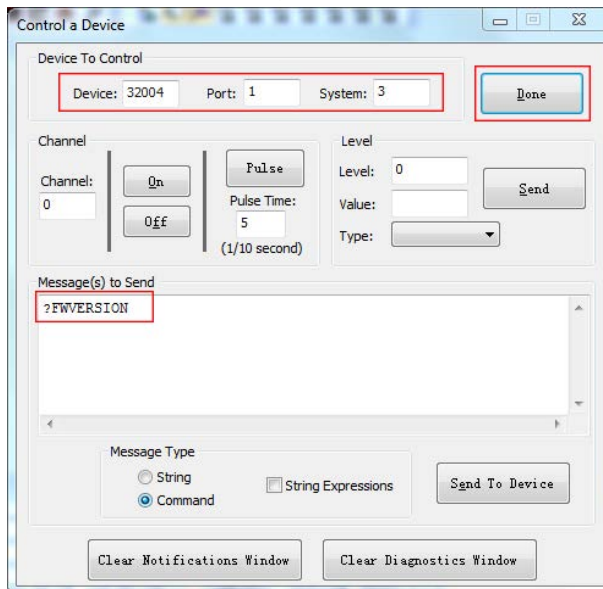 Control a Device
Device To Control
Device: 32004 Port: 1 System: 3
Done
Channel
Channel:
0
On
Off
Pulse
Pulse Time:
5
(1/10 second)
Level
Level: 0
Value:
Type:
Send
Message(s) to Send
?FWVERSION
Message Type
String
Command
String Expressions
Send To Device
Clear Notifications Window
Clear Diagnostics Window